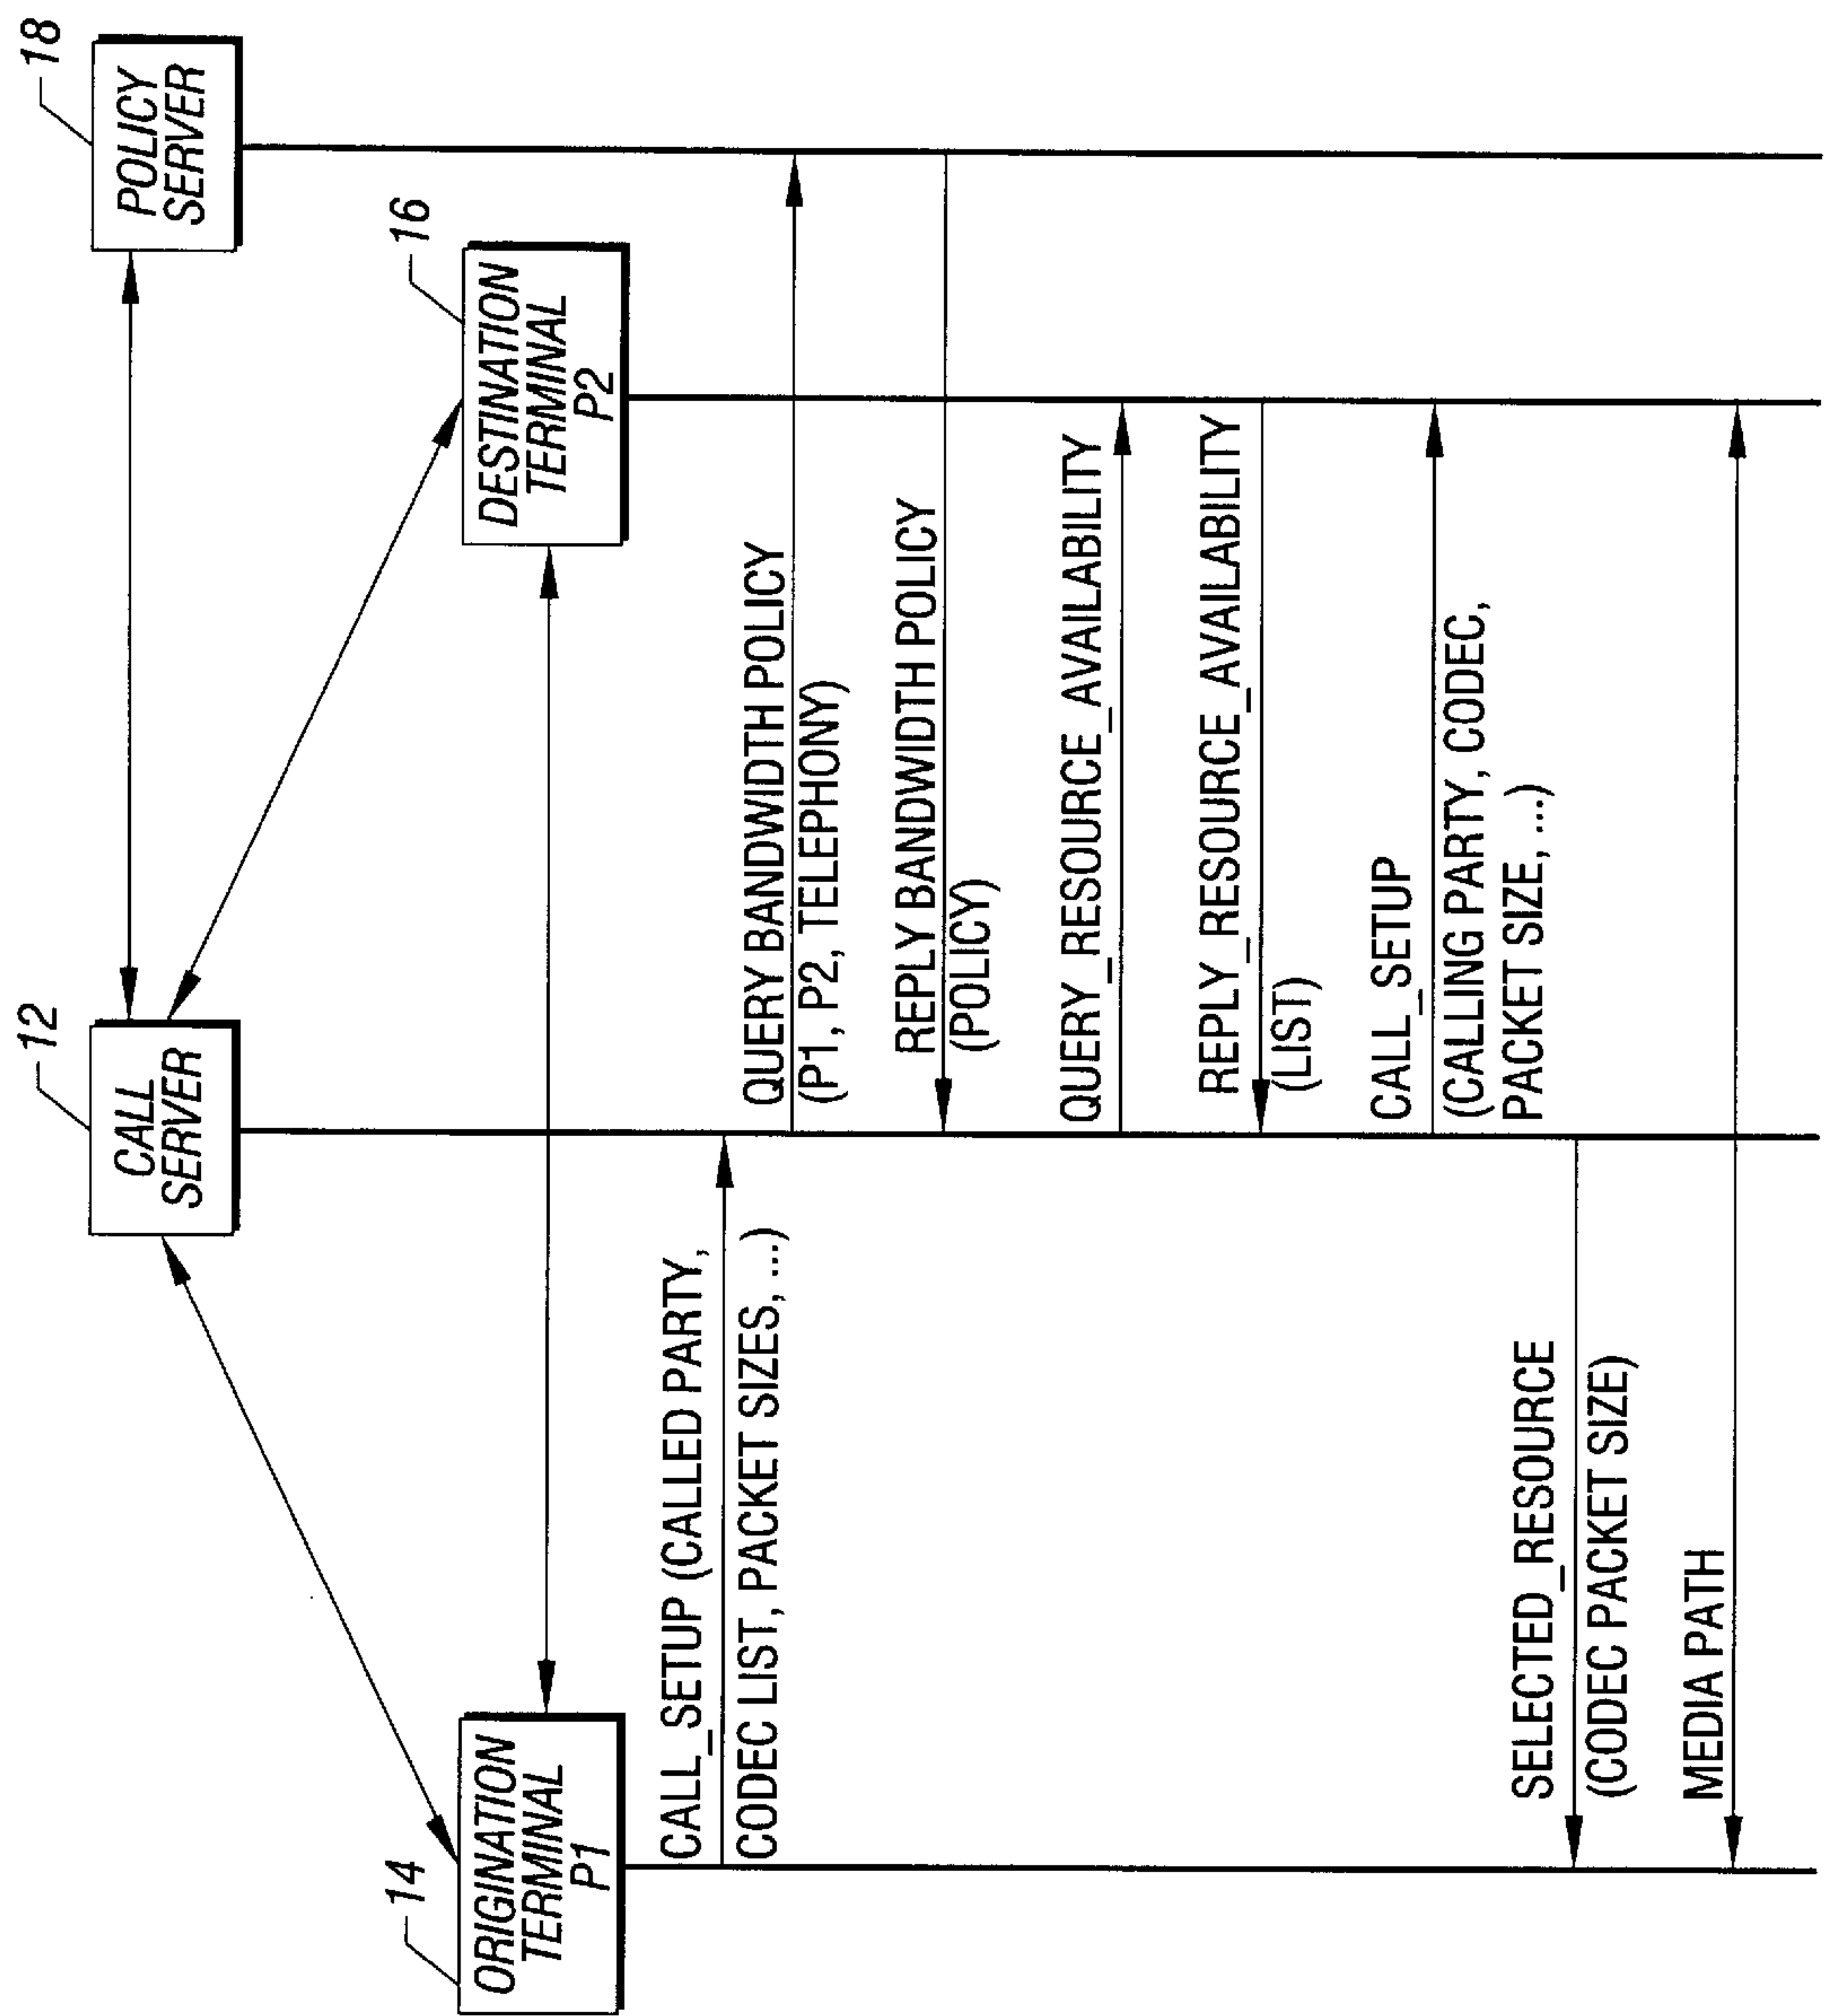 12
CALL
SERVER
18
POLICY
SERVER
14
ORIGINATION
TERMINAL
P1
16
DESTINATION
TERMINAL
P2
CALL_SETUP (CALLED PARTY,
CODEC LIST, PACKET SIZES, ...)
QUERY BANDWIDTH POLICY
(P1, P2, TELEPHONY)
REPLY BANDWIDTH POLICY
(POLICY)
QUERY_RESOURCE_AVAILABILITY
REPLY_RESOURCE_AVAILABILITY
(LIST)
CALL_SETUP
(CALLING PARTY, CODEC,
PACKET SIZE, ...)
SELECTED_RESOURCE
(CODEC PACKET SIZE)
MEDIA PATH